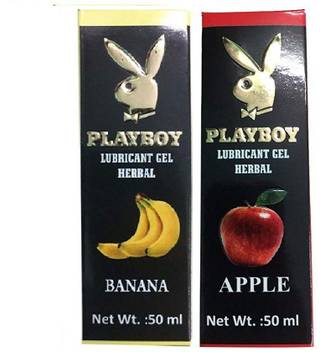 PLAYBOY
LUBRICANT GEL
HERBAL
BANANA
Net Wt. :50 ml
PLAYBOY
LUBRICANT GEL
HERBAL
APPLE
Net Wt. :50 ml